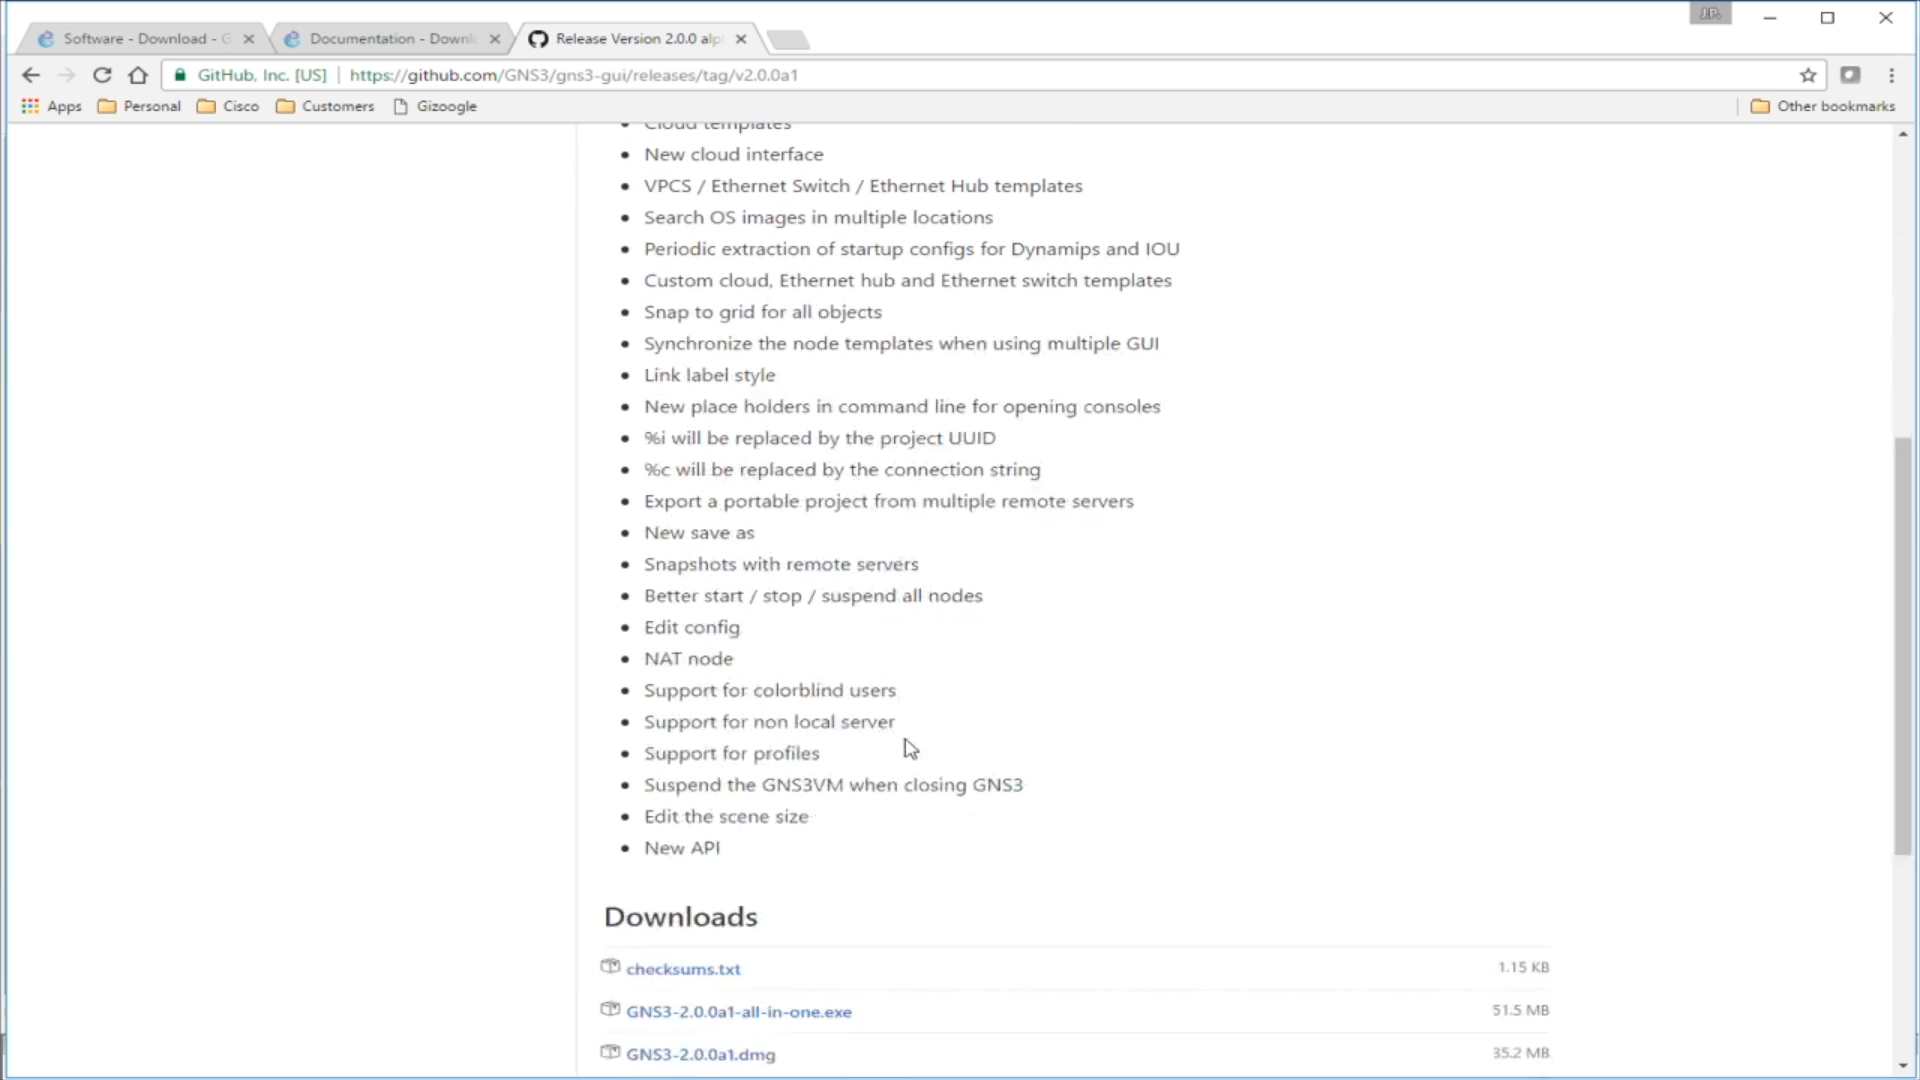 J.P.
Software - Download - G
Documentation - Downl
Release Version 2.0.0 alp
GitHub, Inc. [US] | https://github.com/GNS3/gns3-gui/releases/tag/v2.0.0a1
Apps Personal Cisco Customers Gizoogle Other bookmarks
Cloud templates
New cloud interface
VPCS / Ethernet Switch / Ethernet Hub templates
Search OS images in multiple locations
Periodic extraction of startup configs for Dynamips and IOU
Custom cloud, Ethernet hub and Ethernet switch templates
Snap to grid for all objects
Synchronize the node templates when using multiple GUI
Link label style
New place holders in command line for opening consoles
%i will be replaced by the project UUID
%c will be replaced by the connection string
Export a portable project from multiple remote servers
New save as
Snapshots with remote servers
Better start / stop / suspend all nodes
Edit config
NAT node
Support for colorblind users
Support for non local server
Support for profiles
Suspend the GNS3VM when closing GNS3
Edit the scene size
New API
Downloads
checksums.txt 1.15 KB
GNS3-2.0.0a1-all-in-one.exe 51.5 MB
GNS3-2.0.0a1.dmg 35.2 MB